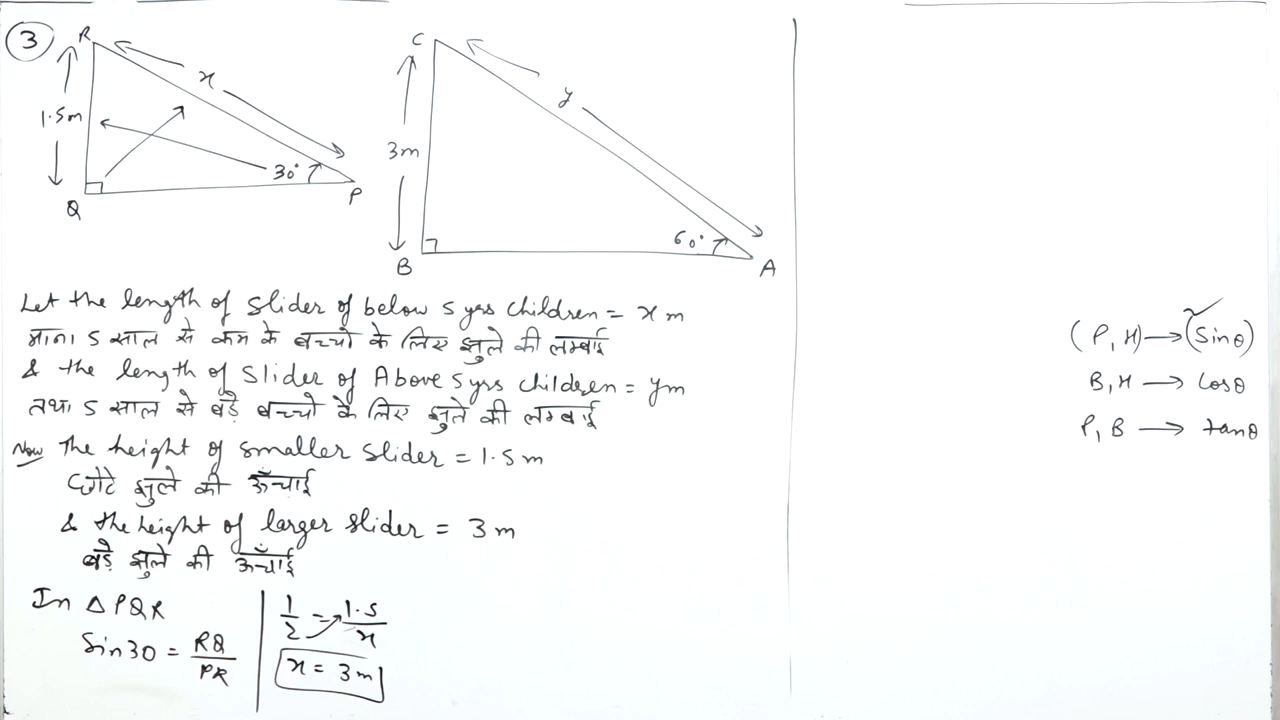 3
R
x
1.5m
30°
Q
P
C
y
3m
60°
B
A
Let the length of slider of below 5 yrs children = x m
माना 5 साल से कम के बच्चो के लिए झुले की लम्बाई
& the length of slider of Above 5 yrs children = y m
तथा 5 साल से बड़े बच्चो के लिए झुले की लम्बाई
Now the height of smaller slider = 1.5 m
छोटे झुले की ऊँचाई
& the height of larger slider = 3 m
बड़े झुले की ऊँचाई
In △ PQR
Sin30 = RQ/PR
1/2 = 1.5/x
x = 3m
(P, H) → (Sinθ)
B, H → Cosθ
P, B → tanθ